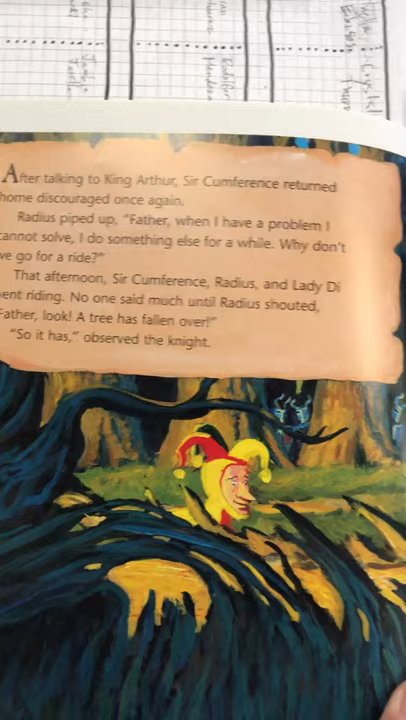 After talking to King Arthur, Sir Cumference returned
home discouraged once again.
Radius piped up, "Father, when I have a problem I
cannot solve, I do something else for a while. Why don't
we go for a ride?"
That afternoon, Sir Cumference, Radius, and Lady Di
went riding. No one said much until Radius shouted,
"Father, look! A tree has fallen over!"
"So it has," observed the knight.